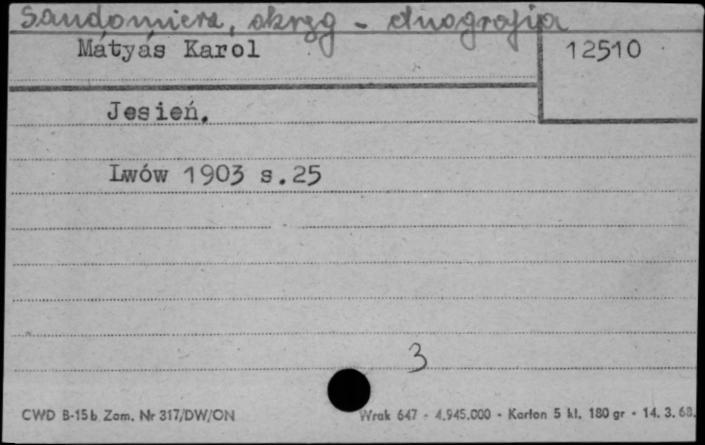 Sandomierz, okręg - etnografia
Mátyás Karol
12510
Jesień.
Lwów 1903 s.25
3
CWD B-15b Zam. Nr 317/DW/ON
Wrak 647 - 4.945.000 - Karton 5 kl. 180 gr - 14. 3. 68.